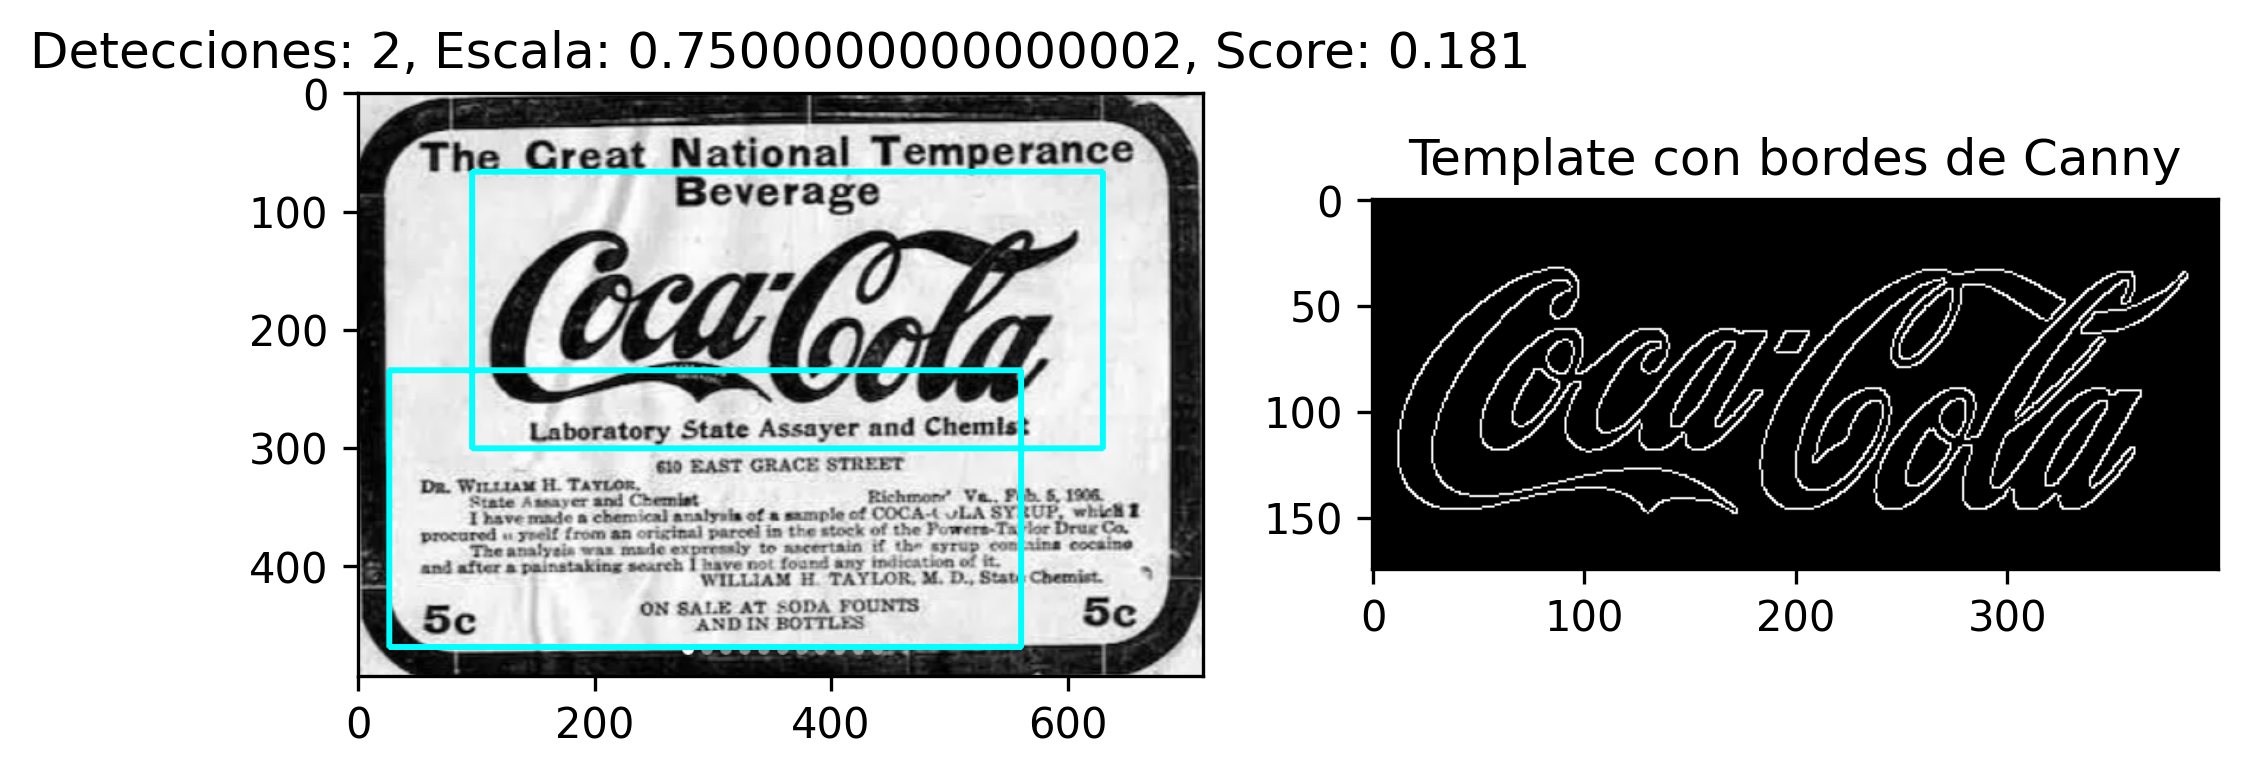 Detecciones: 2, Escala: 0.7500000000000002, Score: 0.181
0
100
200
300
400
0 200 400 600
The Great National Temperance
Beverage
Coca-Cola
Laboratory State Assayer and Chemist
610 EAST GRACE STREET
DR. WILLIAM H. TAYLOR,
State Assayer and Chemist
Richmond Va., Feb. 5, 1906.
I have made a chemical analysis of a sample of COCA-COLA SYRUP, which I
procured myself from an original parcel in the stock of the Powers-Taylor Drug Co.
The analysis was made expressly to ascertain if the syrup contains cocaine
and after a painstaking search I have not found any indication of it.
WILLIAM H. TAYLOR, M. D., State Chemist.
5c
ON SALE AT SODA FOUNTS
AND IN BOTTLES
5c
Template con bordes de Canny
0
50
100
150
0 100 200 300
Coca-Cola